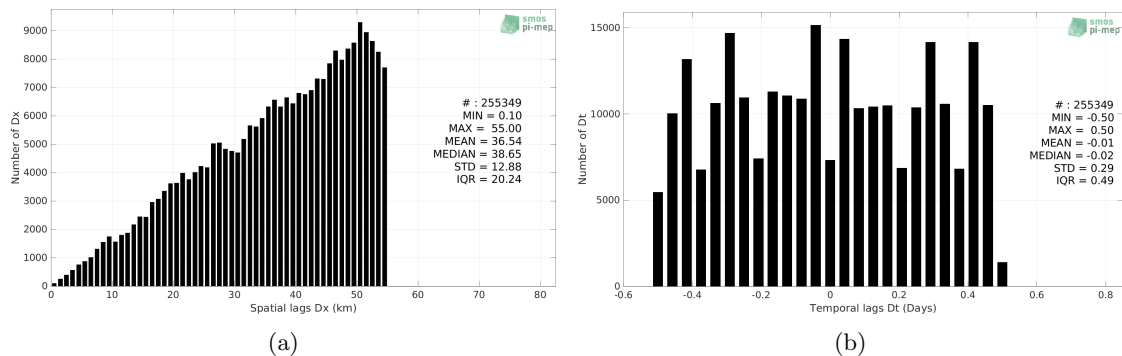 9000
8000
7000
6000
5000
4000
3000
2000
1000
0
Number of Dx
0 10 20 30 40 50 60 70 80
Spatial lags Dx (km)
smos
pi-mep
# : 255349
MIN = 0.10
MAX = 55.00
MEAN = 36.54
MEDIAN = 38.65
STD = 12.88
IQR = 20.24
(a)
15000
10000
5000
0
Number of Dt
-0.6 -0.4 -0.2 0 0.2 0.4 0.6 0.8
Temporal lags Dt (Days)
smos
pi-mep
# : 255349
MIN = -0.50
MAX = 0.50
MEAN = -0.01
MEDIAN = -0.02
STD = 0.29
IQR = 0.49
(b)